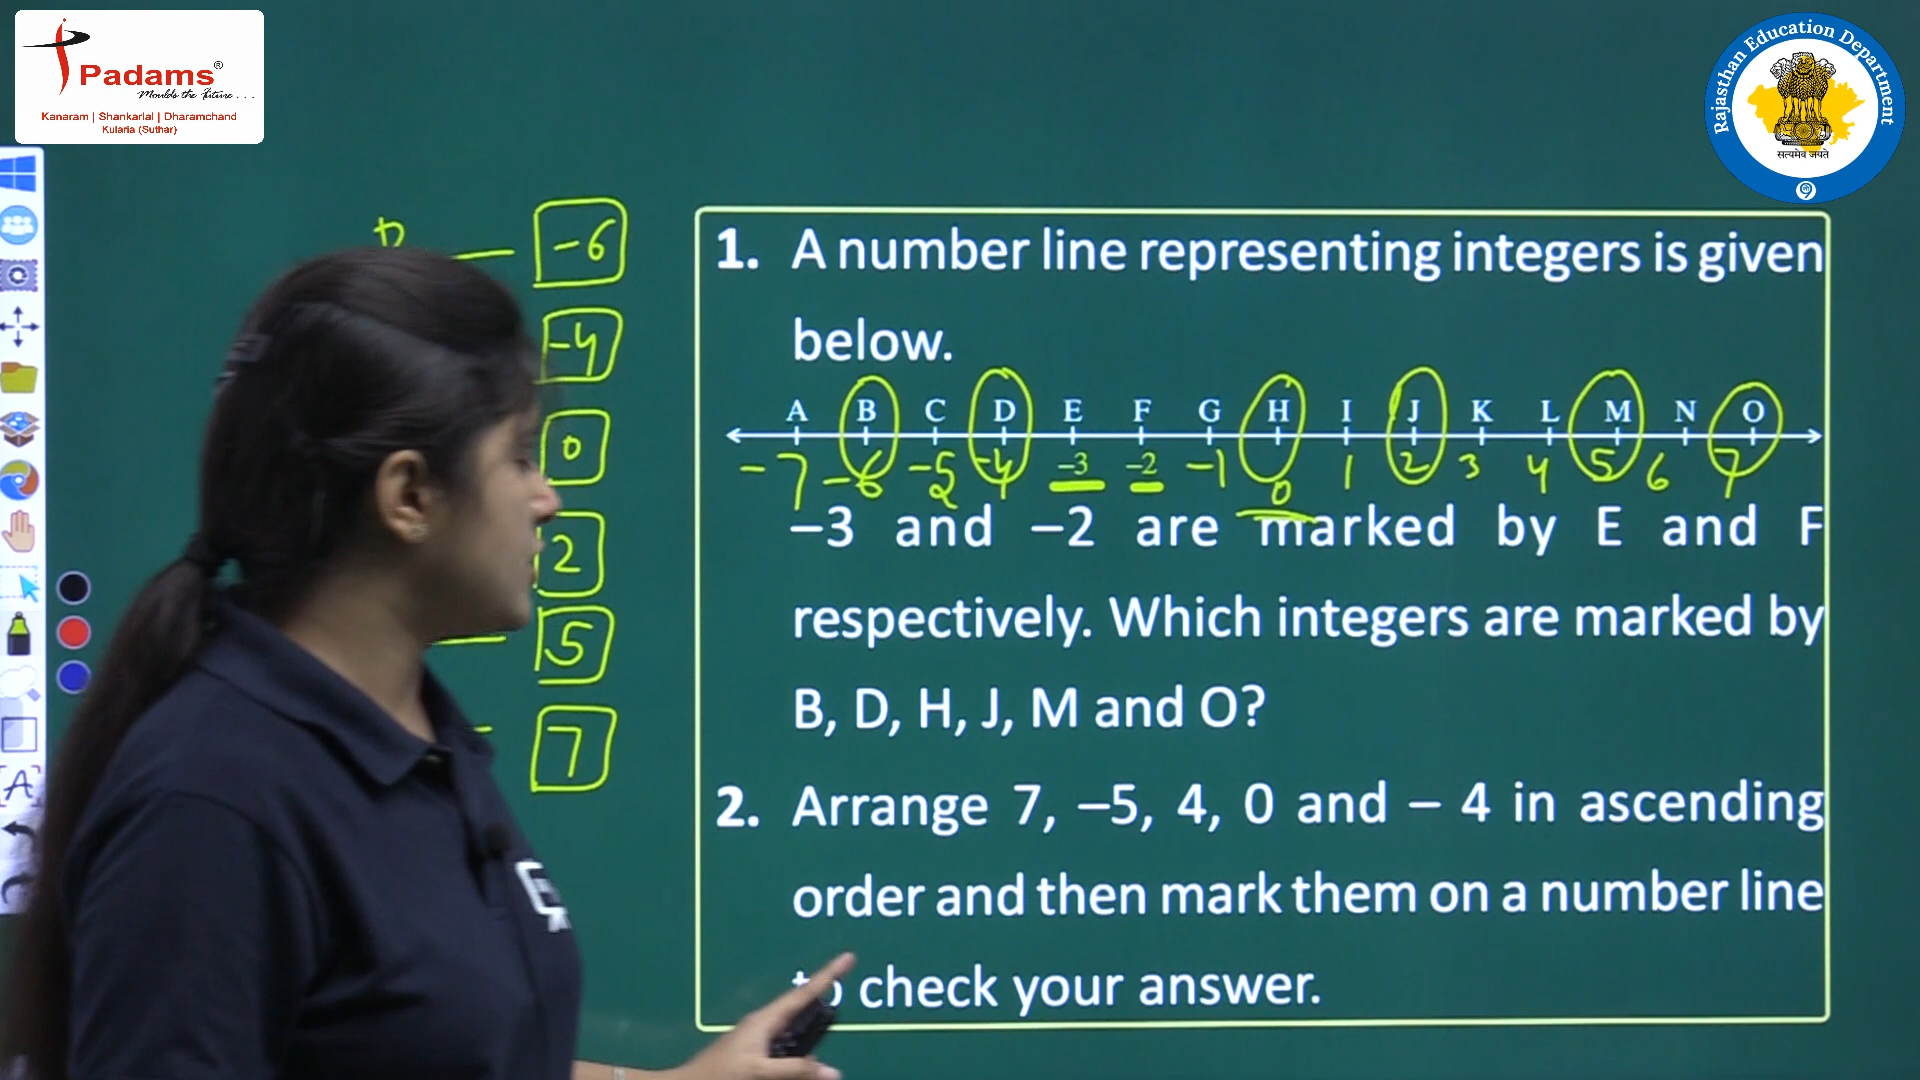 Padams®
Moulds the Future . . .
Kanaram | Shankarlal | Dharamchand
Kularia (Suthar)
Rajasthan Education Department
सत्यमेव जयते
-6
-4
0
2
5
7
1. A number line representing integers is given
below.
A B C D E F G H I J K L M N O
-7 -6 -5 -4 –3 –2 -1 0 1 2 3 4 5 6 7
–3 and –2 are marked by E and F
respectively. Which integers are marked by
B, D, H, J, M and O?
2. Arrange 7, –5, 4, 0 and – 4 in ascending
order and then mark them on a number line
to check your answer.
A